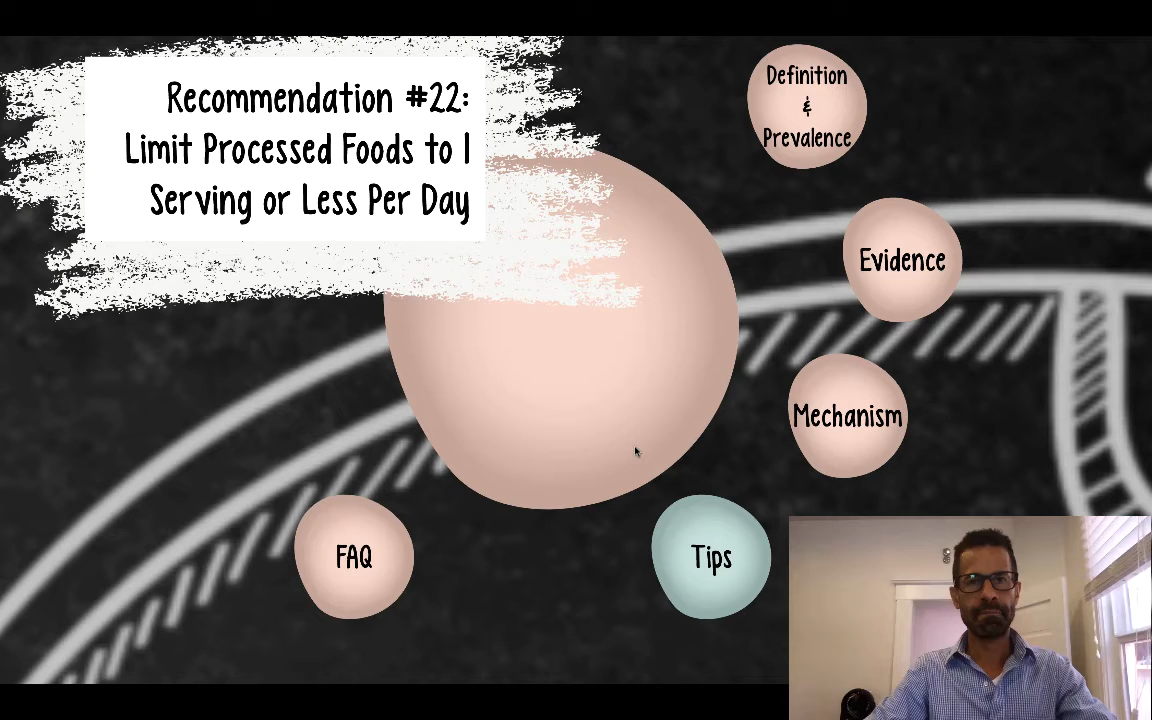 Recommendation #22:
Limit Processed Foods to 1
Serving or Less Per Day
Definition
&
Prevalence
Evidence
Mechanism
FAQ
Tips